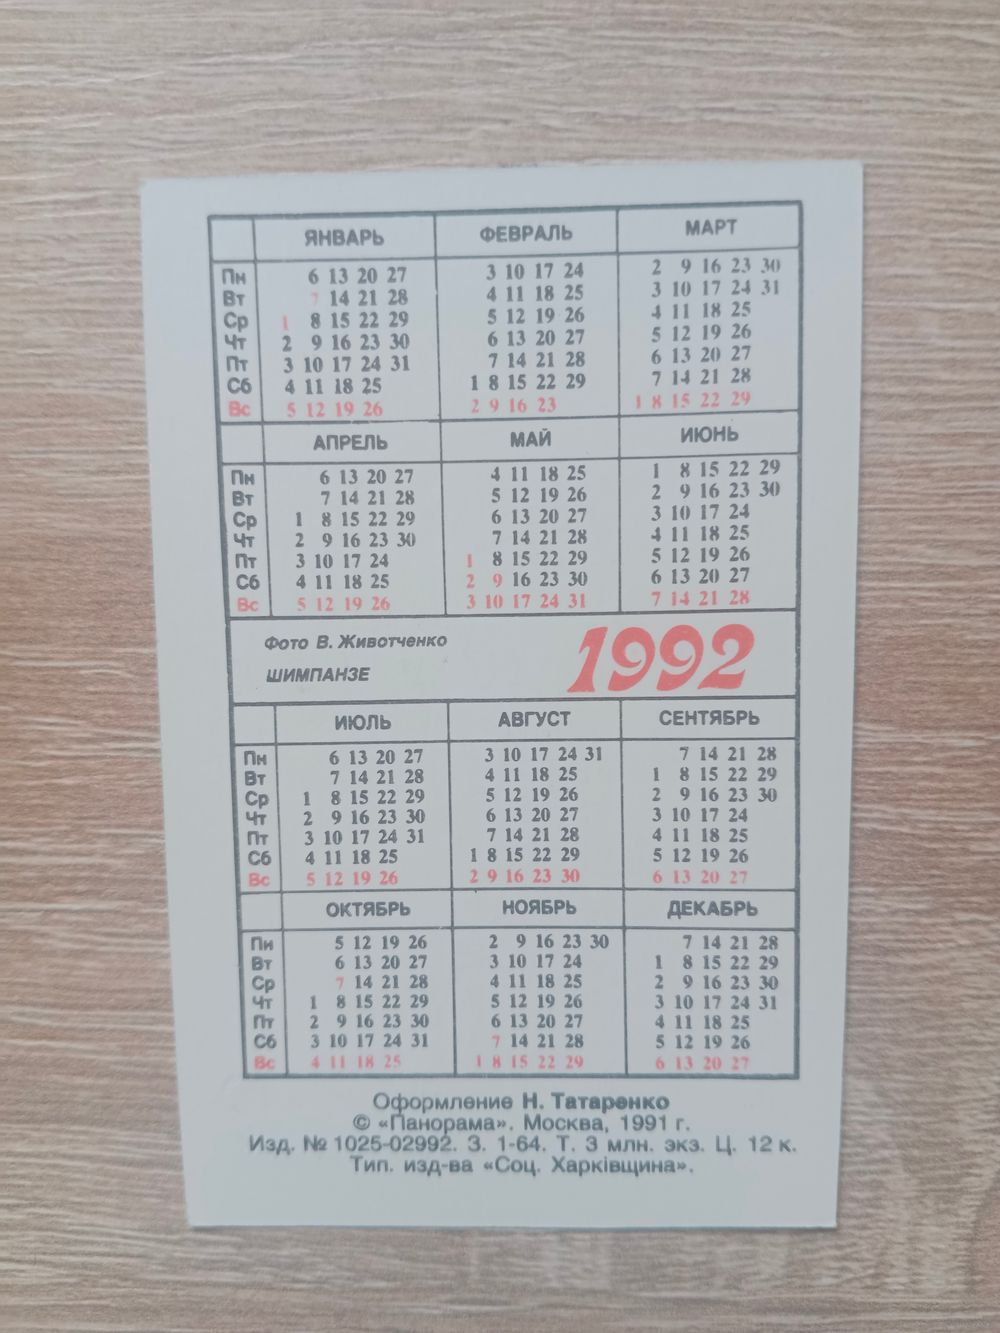 ЯНВАРЬ ФЕВРАЛЬ МАРТ
Пн 6 13 20 27 3 10 17 24 2 9 16 23 30
Вт 7 14 21 28 4 11 18 25 3 10 17 24 31
Ср 1 8 15 22 29 5 12 19 26 4 11 18 25
Чт 2 9 16 23 30 6 13 20 27 5 12 19 26
Пт 3 10 17 24 31 7 14 21 28 6 13 20 27
Сб 4 11 18 25 1 8 15 22 29 7 14 21 28
Вс 5 12 19 26 2 9 16 23 1 8 15 22 29
АПРЕЛЬ МАЙ ИЮНЬ
Пн 6 13 20 27 4 11 18 25 1 8 15 22 29
Вт 7 14 21 28 5 12 19 26 2 9 16 23 30
Ср 1 8 15 22 29 6 13 20 27 3 10 17 24
Чт 2 9 16 23 30 7 14 21 28 4 11 18 25
Пт 3 10 17 24 1 8 15 22 29 5 12 19 26
Сб 4 11 18 25 2 9 16 23 30 6 13 20 27
Вс 5 12 19 26 3 10 17 24 31 7 14 21 28
Фото В. Животченко
ШИМПАНЗЕ
1992
ИЮЛЬ АВГУСТ СЕНТЯБРЬ
Пн 6 13 20 27 3 10 17 24 31 7 14 21 28
Вт 7 14 21 28 4 11 18 25 1 8 15 22 29
Ср 1 8 15 22 29 5 12 19 26 2 9 16 23 30
Чт 2 9 16 23 30 6 13 20 27 3 10 17 24
Пт 3 10 17 24 31 7 14 21 28 4 11 18 25
Сб 4 11 18 25 1 8 15 22 29 5 12 19 26
Вс 5 12 19 26 2 9 16 23 30 6 13 20 27
ОКТЯБРЬ НОЯБРЬ ДЕКАБРЬ
Пн 5 12 19 26 2 9 16 23 30 7 14 21 28
Вт 6 13 20 27 3 10 17 24 1 8 15 22 29
Ср 7 14 21 28 4 11 18 25 2 9 16 23 30
Чт 1 8 15 22 29 5 12 19 26 3 10 17 24 31
Пт 2 9 16 23 30 6 13 20 27 4 11 18 25
Сб 3 10 17 24 31 7 14 21 28 5 12 19 26
Вс 4 11 18 25 1 8 15 22 29 6 13 20 27
Оформление Н. Татаренко
© «Панорама». Москва, 1991 г.
Изд. № 1025-02992. З. 1-64. Т. 3 млн. экз. Ц. 12 к.
Тип. изд-ва «Соц. Харківщина».